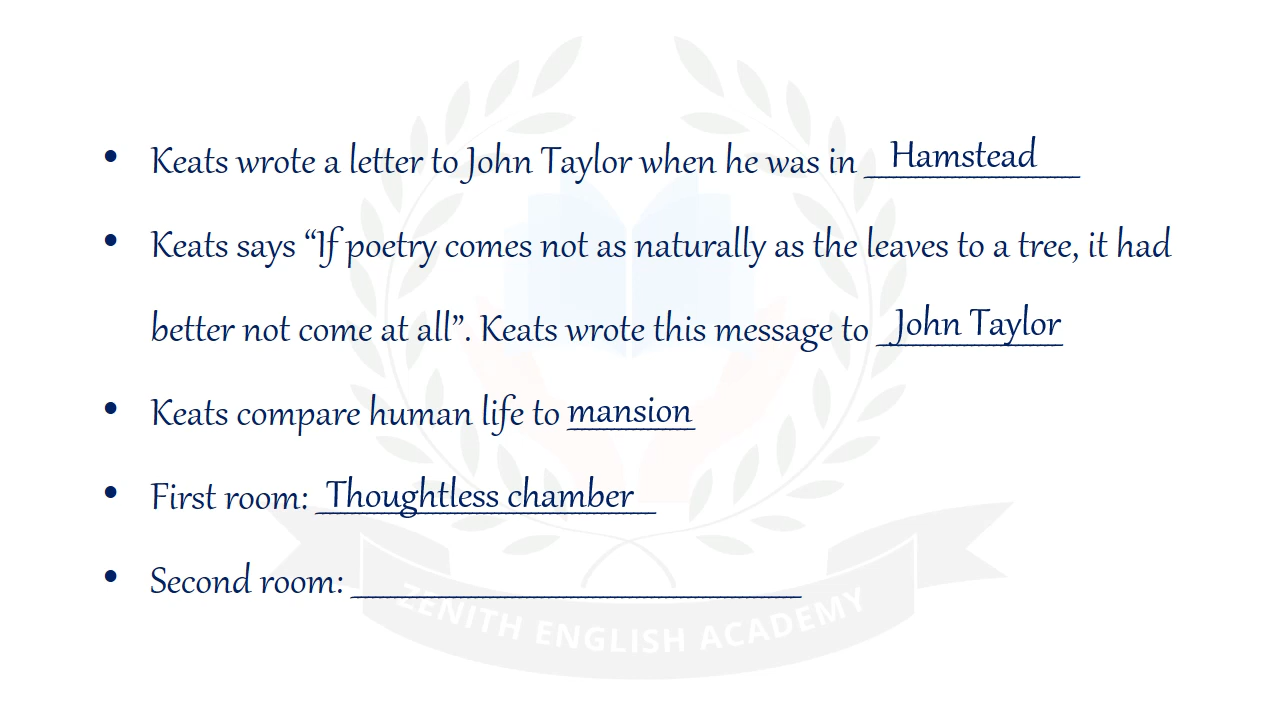 • Keats wrote a letter to John Taylor when he was in Hamstead
• Keats says “If poetry comes not as naturally as the leaves to a tree, it had
better not come at all”. Keats wrote this message to John Taylor
• Keats compare human life to mansion
• First room: Thoughtless chamber
• Second room: ____________________
ZENITH ENGLISH ACADEMY